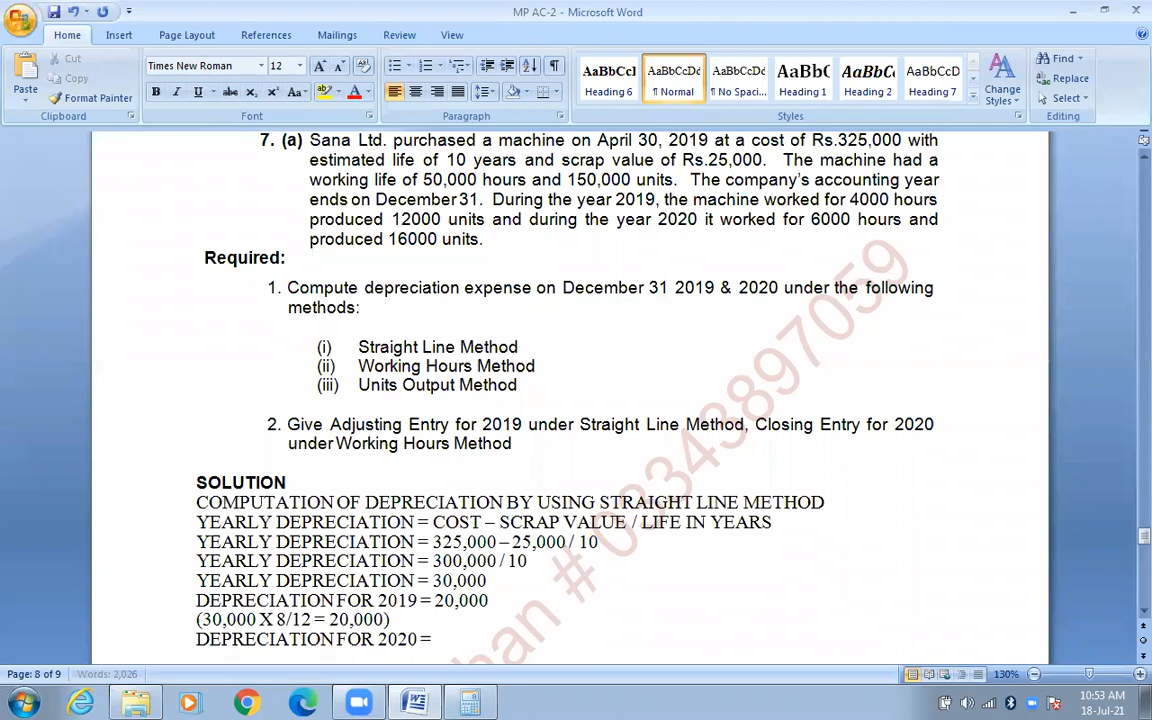 MP AC-2 - Microsoft Word
Home Insert Page Layout References Mailings Review View
Paste
Cut
Copy
Format Painter
Clipboard
Times New Roman 12
B I U abc X₂ X² Aa
Font
Paragraph
AaBbCcI AaBbCcDd AaBbCcDd AaBbC AaBbC AaBbCcD
Heading 6 ¶ Normal ¶ No Spaci... Heading 1 Heading 2 Heading 7
Change Styles
Styles
Find
Replace
Select
Editing
7. (a) Sana Ltd. purchased a machine on April 30, 2019 at a cost of Rs.325,000 with
estimated life of 10 years and scrap value of Rs.25,000. The machine had a
working life of 50,000 hours and 150,000 units. The company's accounting year
ends on December 31. During the year 2019, the machine worked for 4000 hours
produced 12000 units and during the year 2020 it worked for 6000 hours and
produced 16000 units.
Required:
1. Compute depreciation expense on December 31 2019 & 2020 under the following
methods:
(i) Straight Line Method
(ii) Working Hours Method
(iii) Units Output Method
2. Give Adjusting Entry for 2019 under Straight Line Method, Closing Entry for 2020
under Working Hours Method
SOLUTION
COMPUTATION OF DEPRECIATION BY USING STRAIGHT LINE METHOD
YEARLY DEPRECIATION = COST – SCRAP VALUE / LIFE IN YEARS
YEARLY DEPRECIATION = 325,000 – 25,000 / 10
YEARLY DEPRECIATION = 300,000 / 10
YEARLY DEPRECIATION = 30,000
DEPRECIATION FOR 2019 = 20,000
(30,000 X 8/12 = 20,000)
DEPRECIATION FOR 2020 =
# 03343897059
Page: 8 of 9 Words: 2,026 130%
10:53 AM
18-Jul-21